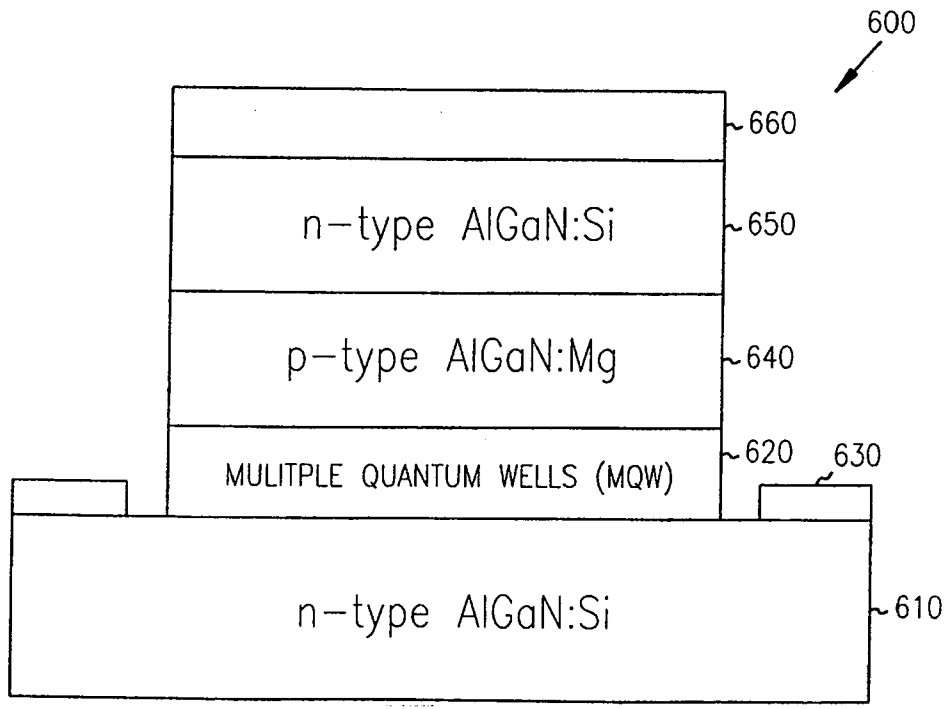 600
660
n-type AlGaN:Si
650
p-type AlGaN:Mg
640
MULITPLE QUANTUM WELLS (MQW)
620
630
n-type AlGaN:Si
610